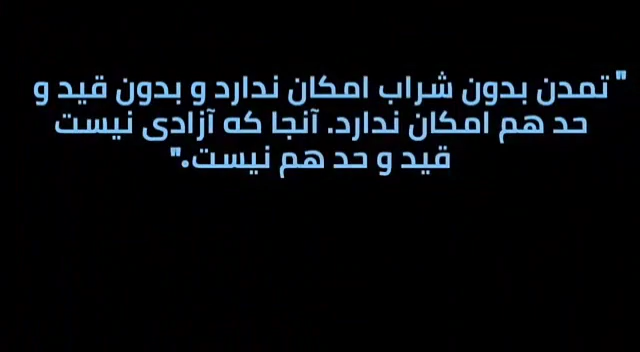 " تمدن بدون شراب امکان ندارد و بدون قید و
حد هم امکان ندارد. آنجا که آزادی نیست
قید و حد هم نیست."